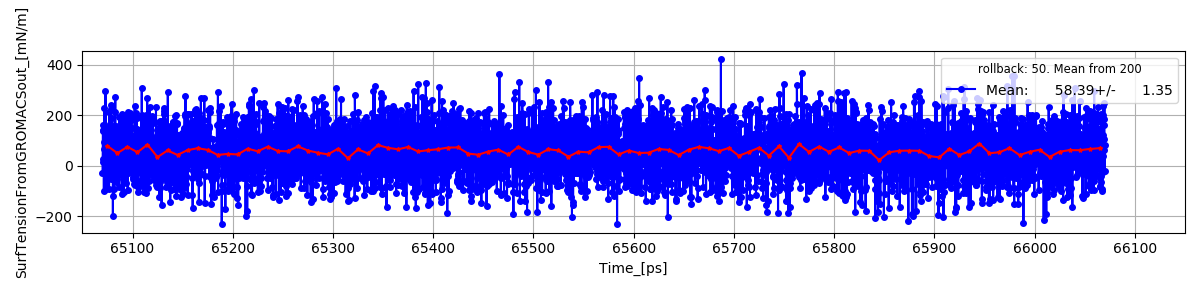 SurfTensionFromGROMACSout_[mN/m]
400
200
0
−200
rollback: 50. Mean from 200
Mean: 58.39+/- 1.35
65100 65200 65300 65400 65500 65600 65700 65800 65900 66000 66100
Time_[ps]